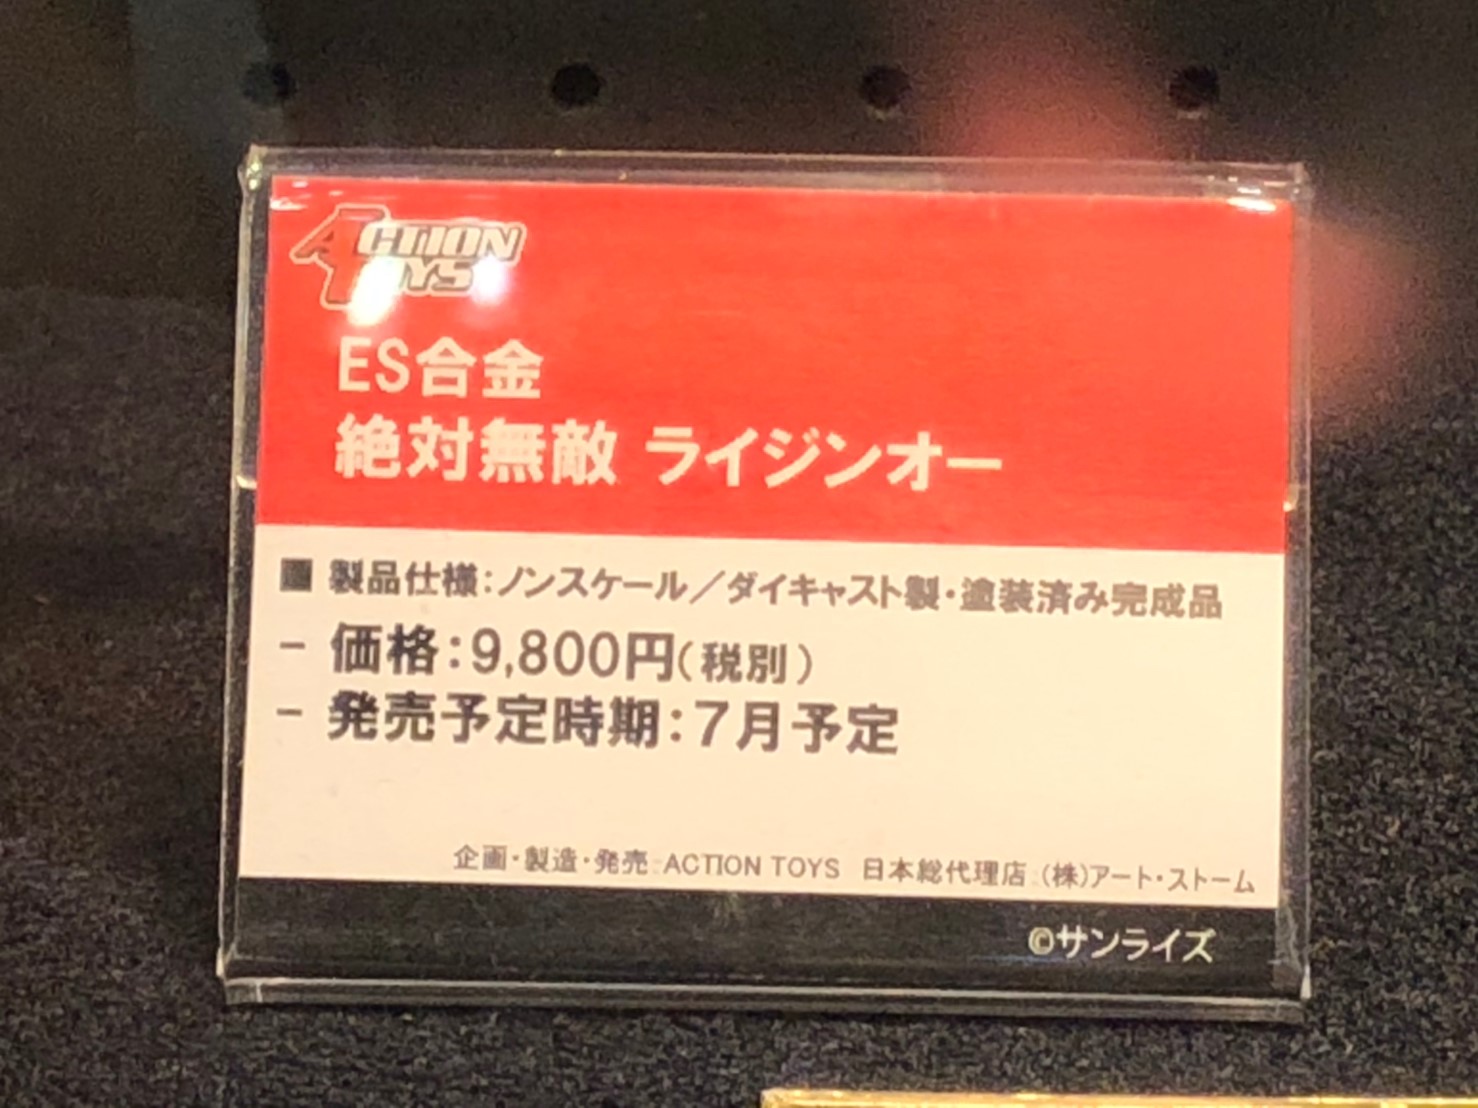 ACTION
TOYS
ES合金
絶対無敵 ライジンオー
■ 製品仕様:ノンスケール／ダイキャスト製・塗装済み完成品
- 価格:9,800円(税別)
- 発売予定時期:7月予定
企画・製造・発売:ACTION TOYS 日本総代理店:(株)アート・ストーム
©サンライズ